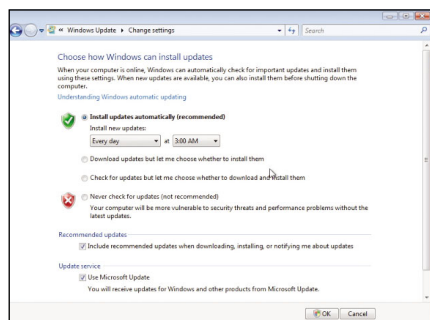 Windows Update ▸ Change settings
Search
Choose how Windows can install updates
When your computer is online, Windows can automatically check for important updates and install them
using these settings. When new updates are available, you can also install them before shutting down the
computer.
Understanding Windows automatic updating
Install updates automatically (recommended)
Install new updates:
Every day at 3:00 AM
Download updates but let me choose whether to install them
Check for updates but let me choose whether to download and install them
Never check for updates (not recommended)
Your computer will be more vulnerable to security threats and performance problems without the
latest updates.
Recommended updates
Include recommended updates when downloading, installing, or notifying me about updates
Update service
Use Microsoft Update
You will receive updates for Windows and other products from Microsoft Update.
OK Cancel